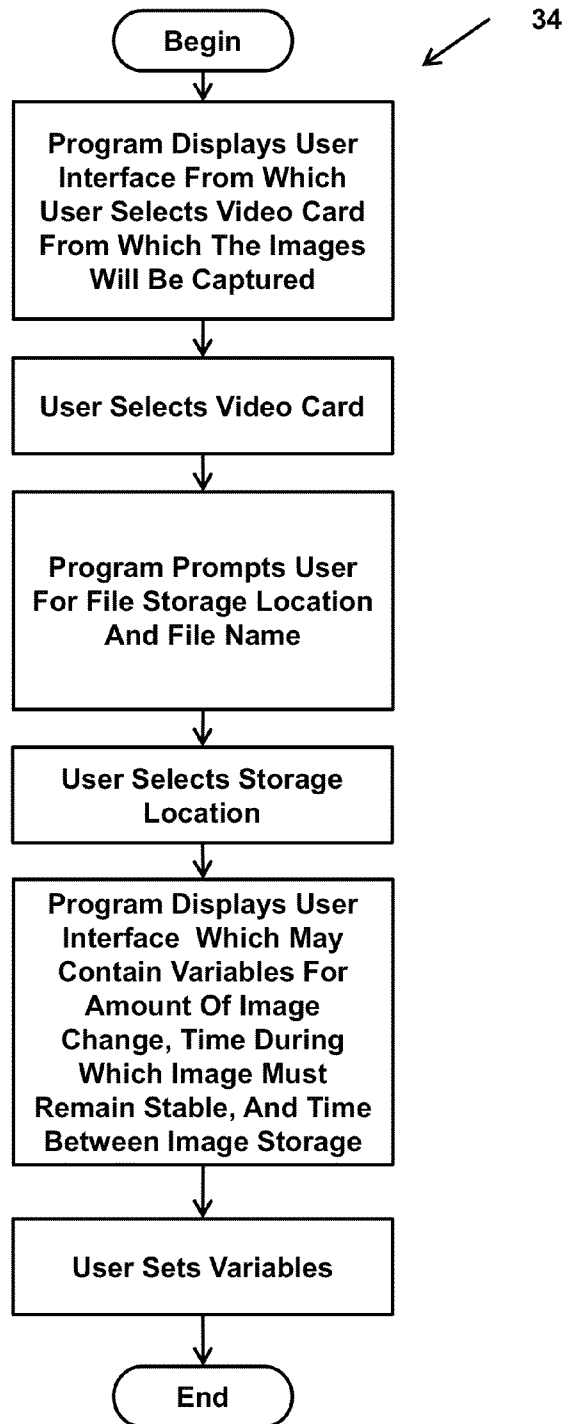 Begin
34
Program Displays User
Interface From Which
User Selects Video Card
From Which The Images
Will Be Captured
User Selects Video Card
Program Prompts User
For File Storage Location
And File Name
User Selects Storage
Location
Program Displays User
Interface Which May
Contain Variables For
Amount Of Image
Change, Time During
Which Image Must
Remain Stable, And Time
Between Image Storage
User Sets Variables
End